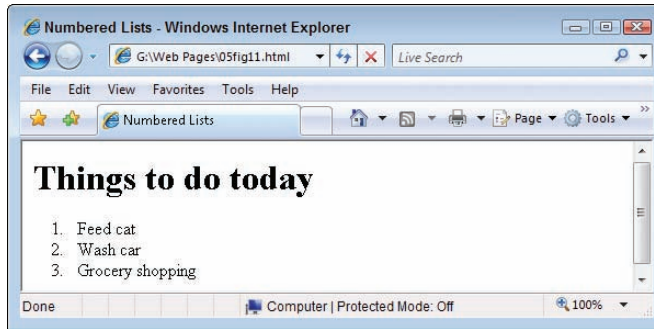 Numbered Lists - Windows Internet Explorer
G:\Web Pages\05fig11.html Live Search
File Edit View Favorites Tools Help
Numbered Lists Page Tools »
Things to do today
1. Feed cat
2. Wash car
3. Grocery shopping
Done Computer | Protected Mode: Off 100%